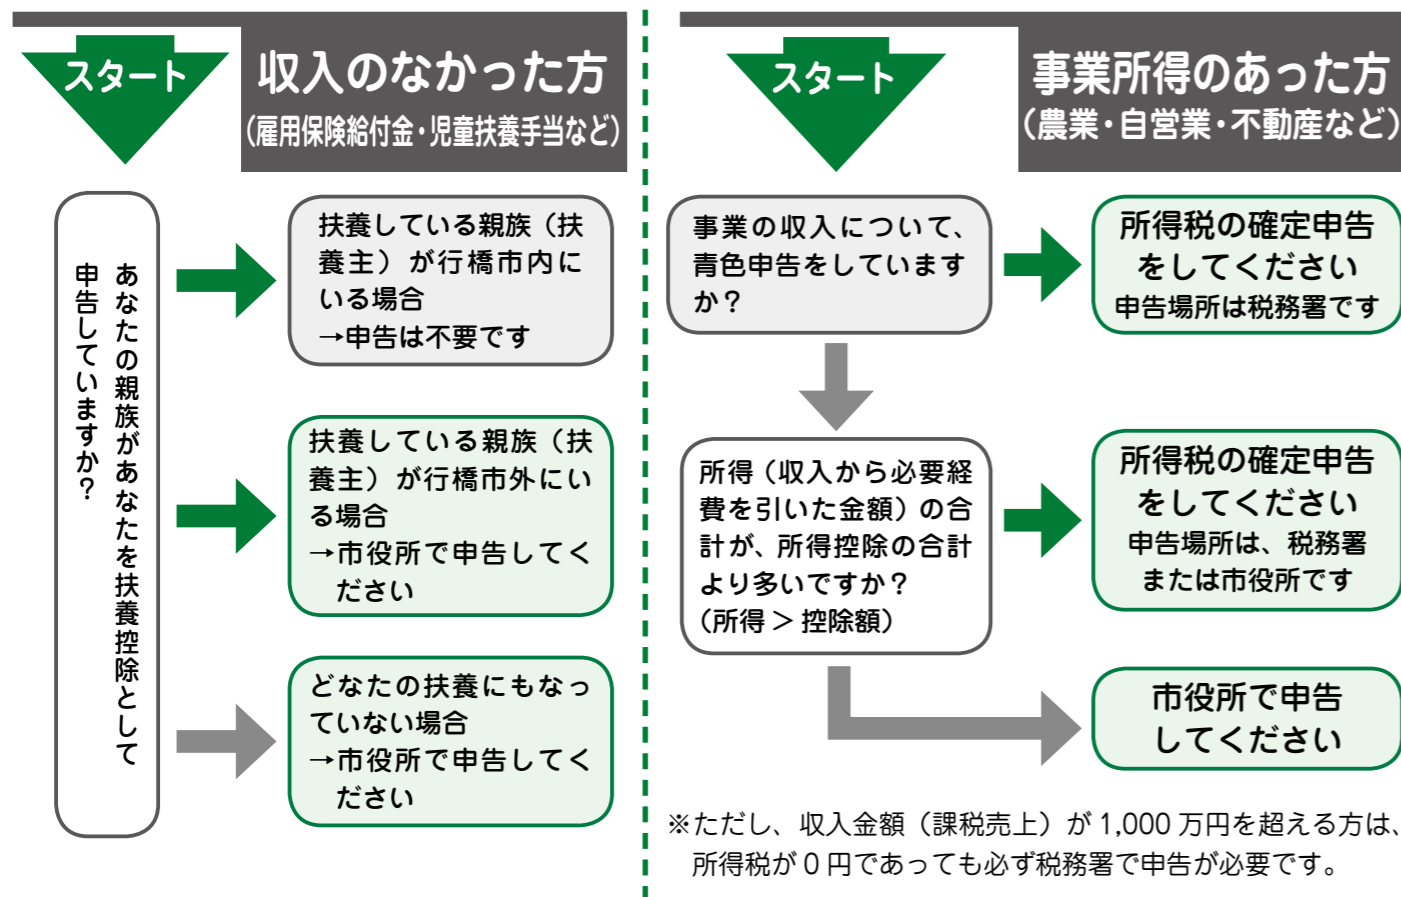 スタート
収入のなかった方
（雇用保険給付金・児童扶養手当など）
あなたの親族があなたを扶養控除として
申告していますか？
扶養している親族（扶
養主）が行橋市内に
いる場合
→申告は不要です
扶養している親族（扶
養主）が行橋市外にい
る場合
→市役所で申告してく
ださい
どなたの扶養にもなっ
ていない場合
→市役所で申告してく
ださい
スタート
事業所得のあった方
（農業・自営業・不動産など）
事業の収入について、
青色申告をしています
か？
所得税の確定申告
をしてください
申告場所は税務署です
所得（収入から必要経
費を引いた金額）の合
計が、所得控除の合計
より多いですか？
（所得 > 控除額）
所得税の確定申告
をしてください
申告場所は、税務署
または市役所です
市役所で申告
してください
※ただし、収入金額（課税売上）が 1,000 万円を超える方は、
所得税が 0 円であっても必ず税務署で申告が必要です。